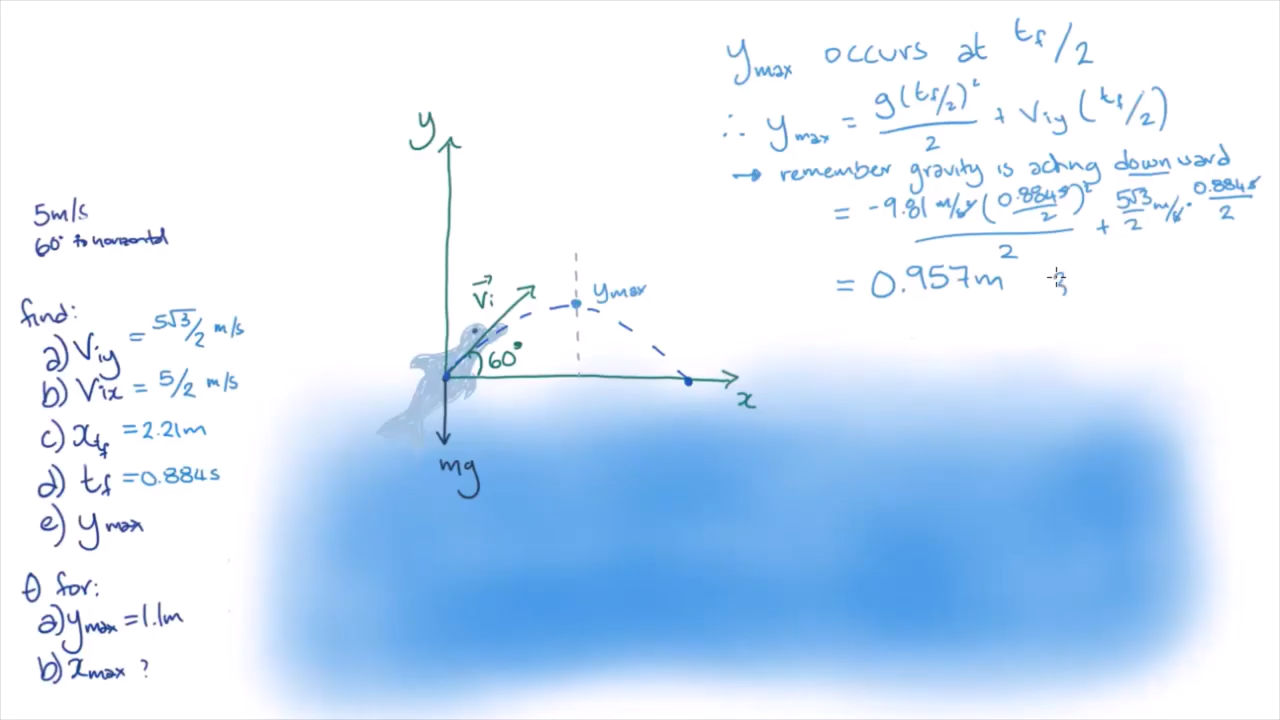 5m/s
60° to horizontal
find:
a) Viy = 5√3/2 m/s
b) Vix = 5/2 m/s
c) xtf = 2.21m
d) tf = 0.884s
e) ymax
θ for:
a) ymax = 1.1m
b) xmax ?
y
Vi
60°
ymax
x
mg
ymax occurs at tf/2
∴ ymax = g(tf/2)²/2 + Viy (tf/2)
→ remember gravity is acting downward
= -9.81 m/s² (0.884s/2)²/2 + 5√3/2 m/s · 0.884s/2
= 0.957m